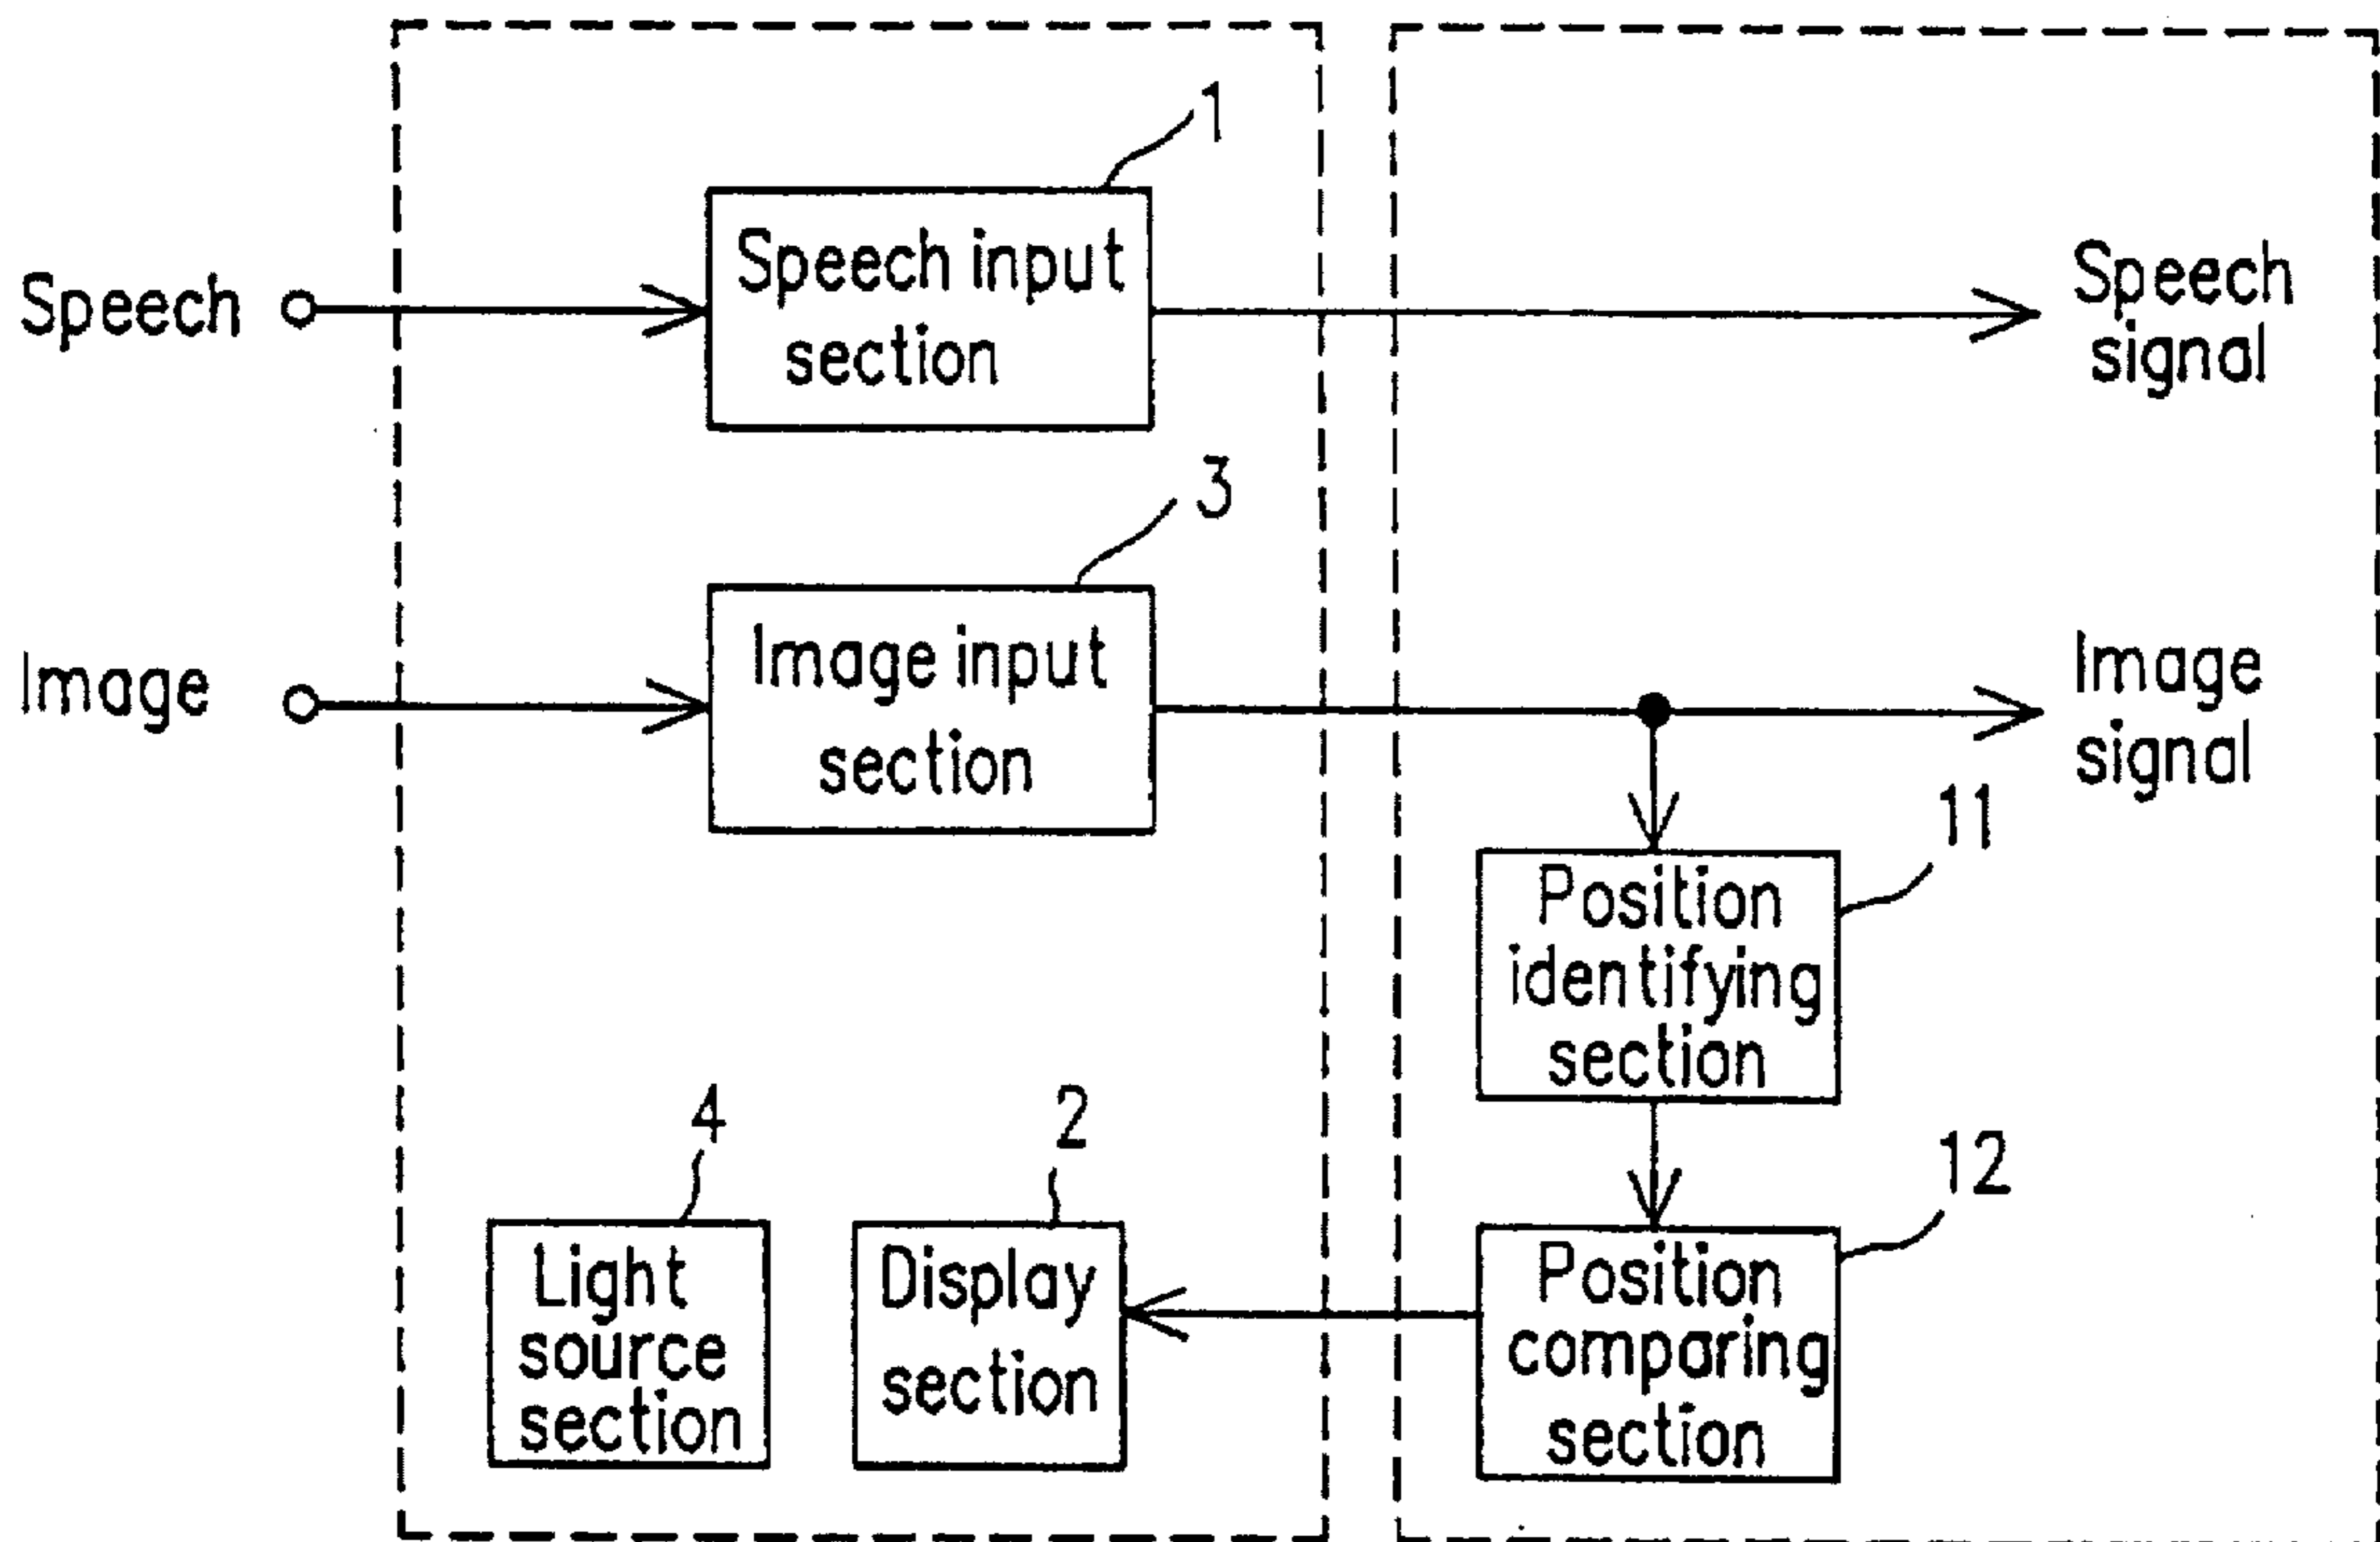 1
Speech
Speech input
section
Speech
signal
3
Image
Image input
section
Image
signal
11
Position
identifying
section
4
2
12
Light
source
section
Display
section
Position
comparing
section